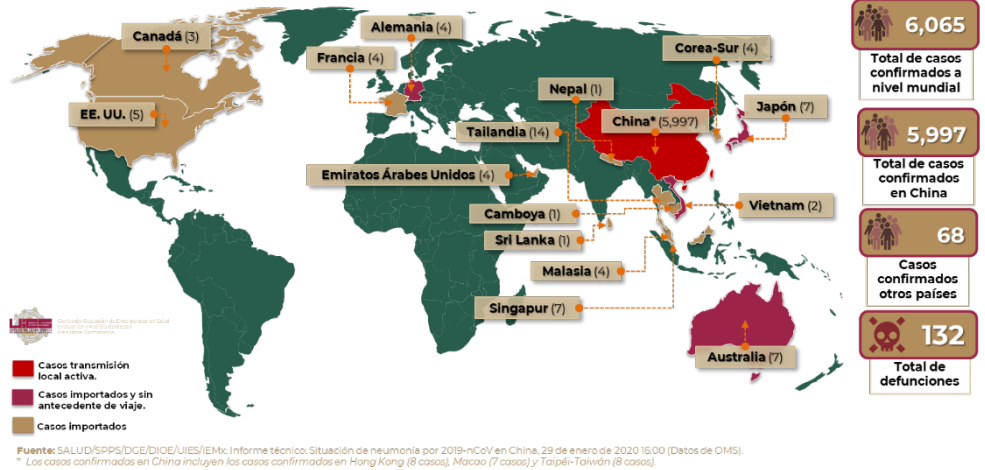 Canadá (3)
Alemania (4)
Francia (4)
Corea-Sur (4)
EE. UU. (5)
Nepal (1)
Japón (7)
China* (5,997)
Tailandia (14)
Emiratos Árabes Unidos (4)
Camboya (1)
Vietnam (2)
Sri Lanka (1)
Malasia (4)
Singapur (7)
Australia (7)
6,065
Total de casos
confirmados a
nivel mundial
5,997
Total de casos
confirmados
en China
68
Casos
confirmados
otros países
132
Total de
defunciones
Casos transmisión
local activa.
Casos importados y sin
antecedente de viaje.
Casos importados
Fuente: SALUD/SPPS/DGE/DIOE/UIES/IEMx; Informe técnico. Situación de neumonía por 2019-nCoV en China, 29 de enero de 2020 16:00 (Datos de OMS).
* Los casos confirmados en China incluyen los casos confirmados en Hong Kong (8 casos), Macao (7 casos) y Taipéi-Taiwán (8 casos).